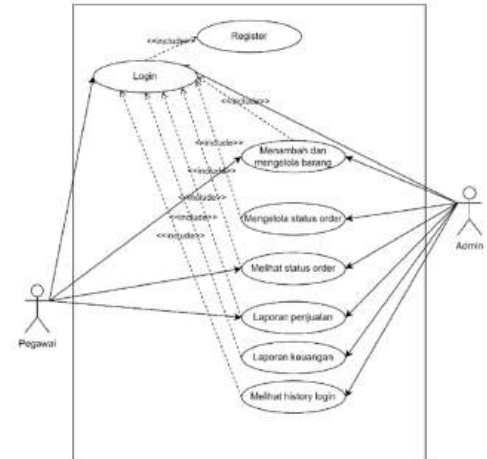 Register
<<include>>
Login
<<include>>
<<include>>
Menambah dan
mengelola barang
<<include>>
<<include>>
<<include>>
Mengelola status order
<<include>>
Admin
Melihat status order
Laporan penjualan
Pegawai
Laporan keuangan
Melihat history login